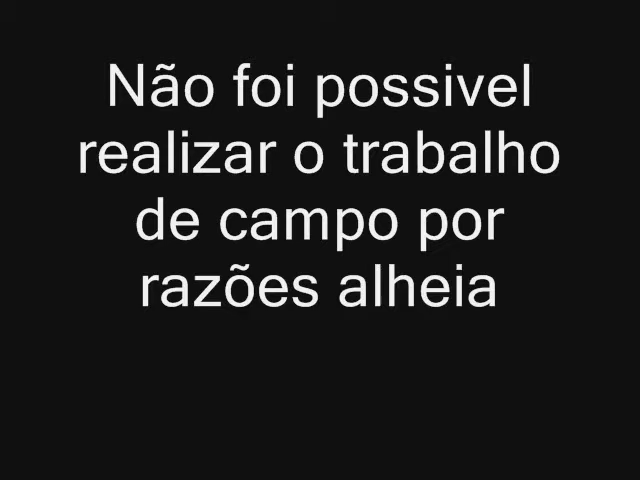 Não foi possivel
realizar o trabalho
de campo por
razões alheia